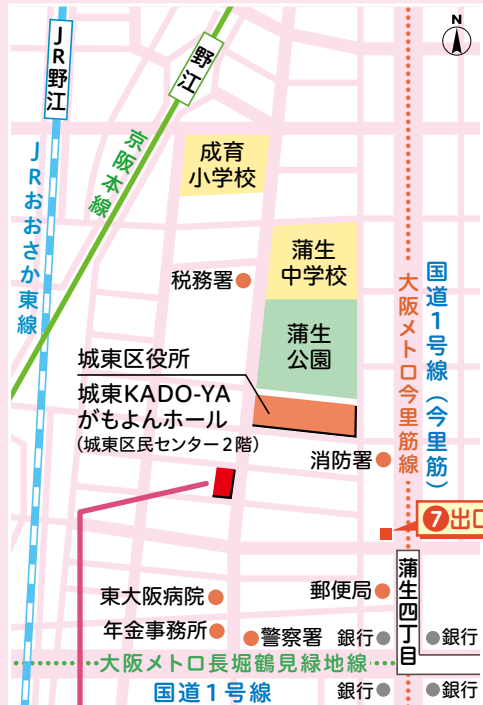 N
JR野江
野江
京阪本線
JRおおさか東線
成育
小学校
蒲生
中学校
税務署
蒲生
公園
国道1号線(今里筋)
大阪メトロ今里筋線
城東区役所
城東KADO-YA
がもよんホール
(城東区民センター2階)
消防署
❼出口
蒲生四丁目
東大阪病院
郵便局
年金事務所
警察署
銀行
銀行
大阪メトロ長堀鶴見緑地線
国道1号線
銀行
銀行